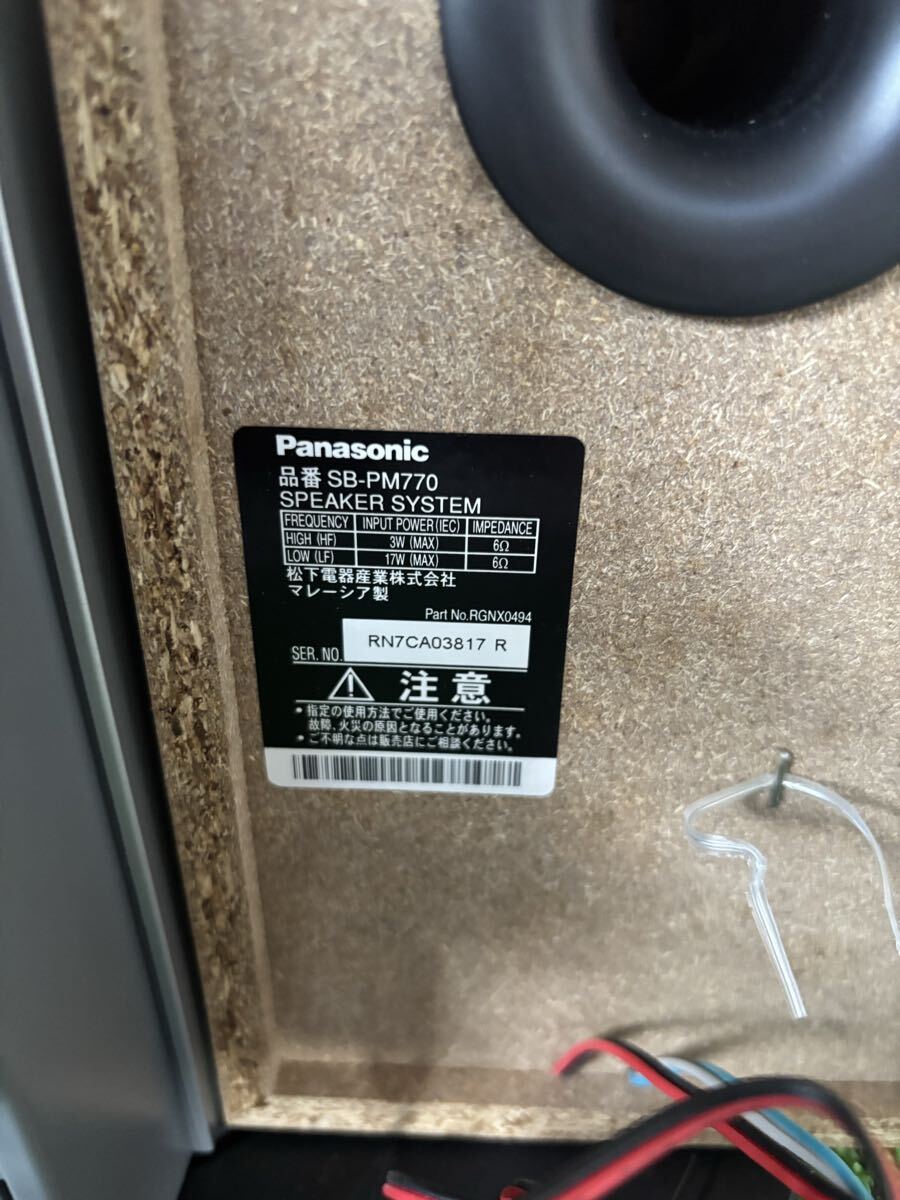 Panasonic
品番 SB-PM770
SPEAKER SYSTEM
FREQUENCY INPUT POWER(IEC) IMPEDANCE
HIGH (HF) 3W (MAX) 6Ω
LOW (LF) 17W (MAX) 6Ω
松下電器産業株式会社
マレーシア製
Part No.RGNX0494
SER. NO. RN7CA03817 R
注意
• 指定の使用方法でご使用ください。
故障、火災の原因となることがあります。
• ご不明な点は販売店にご相談ください。